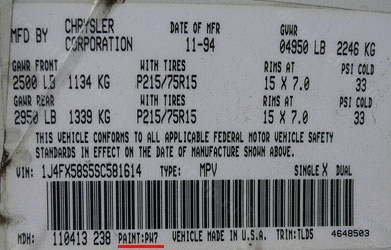 MFD BY CHRYSLER CORPORATION DATE OF MFR 11-94 GVWR 04950 LB 2246 KG
GAWR FRONT WITH TIRES RIMS AT PSI COLD
2500 LB 1134 KG P215/75R15 15 X 7.0 33
GAWR REAR WITH TIRES RIMS AT PSI COLD
2950 LB 1339 KG P215/75R15 15 X 7.0 33
THIS VEHICLE CONFORMS TO ALL APPLICABLE FEDERAL MOTOR VEHICLE SAFETY
STANDARDS IN EFFECT ON THE DATE OF MANUFACTURE SHOWN ABOVE.
VIN: 1J4FX58S5SC581614 TYPE: MPV SINGLE X DUAL
MDH: 110413 238 PAINT:PW7 VEHICLE MADE IN U.S.A. TRIM:TLD5 4648503